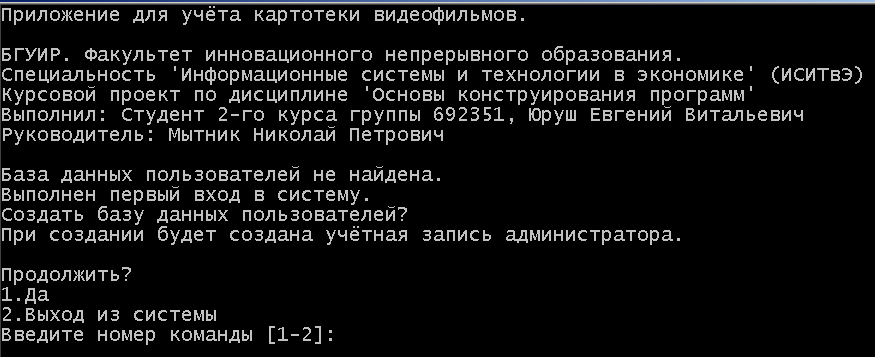 Приложение для учёта картотеки видеофильмов.
БГУИР. Факультет инновационного непрерывного образования.
Специальность 'Информационные системы и технологии в экономике' (ИСИТвЭ)
Курсовой проект по дисциплине 'Основы конструирования программ'
Выполнил: Студент 2-го курса группы 692351, Юруш Евгений Витальевич
Руководитель: Мытник Николай Петрович
База данных пользователей не найдена.
Выполнен первый вход в систему.
Создать базу данных пользователей?
При создании будет создана учётная запись администратора.
Продолжить?
1.Да
2.Выход из системы
Введите номер команды [1-2]: